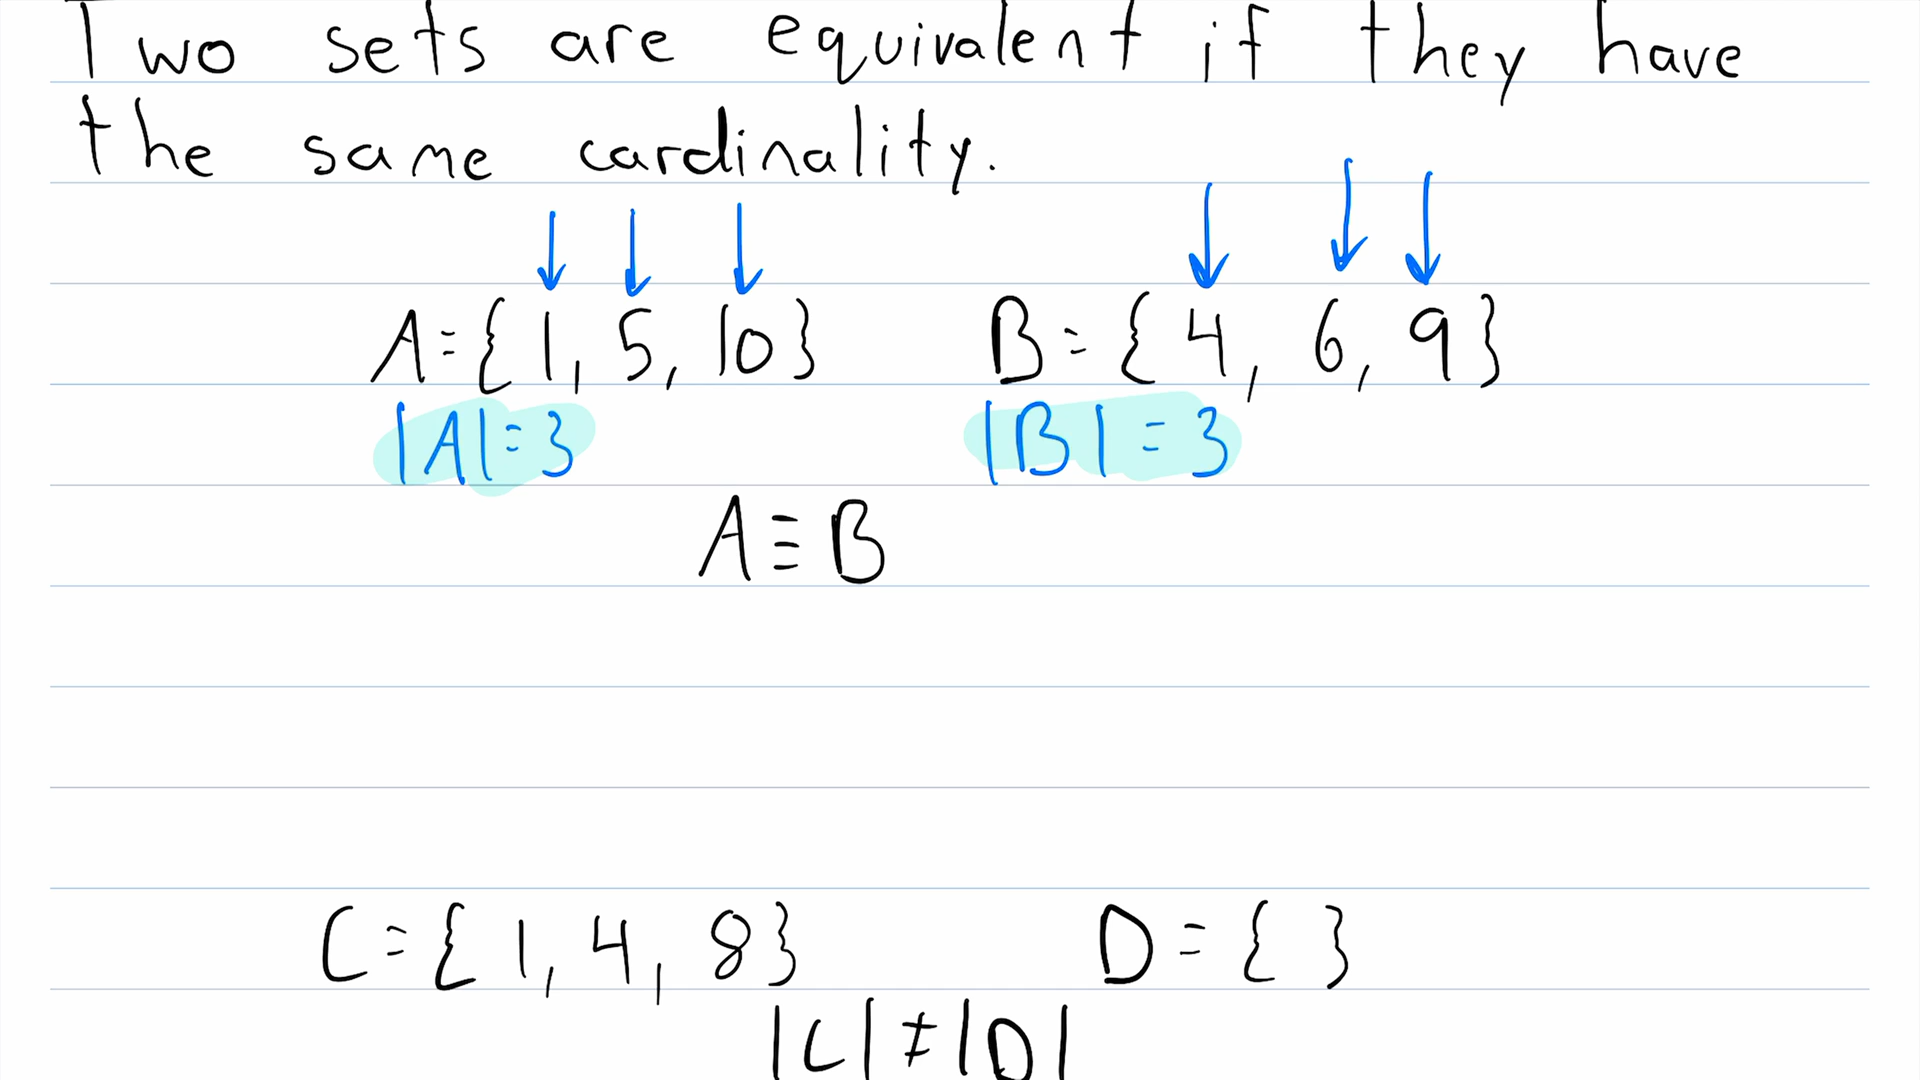 Two sets are equivalent if they have
the same cardinality.
A={1, 5, 10} B={4, 6, 9}
|A|=3 |B|=3
A≡B
C={1, 4, 8} D={ }
|C|≠|D|